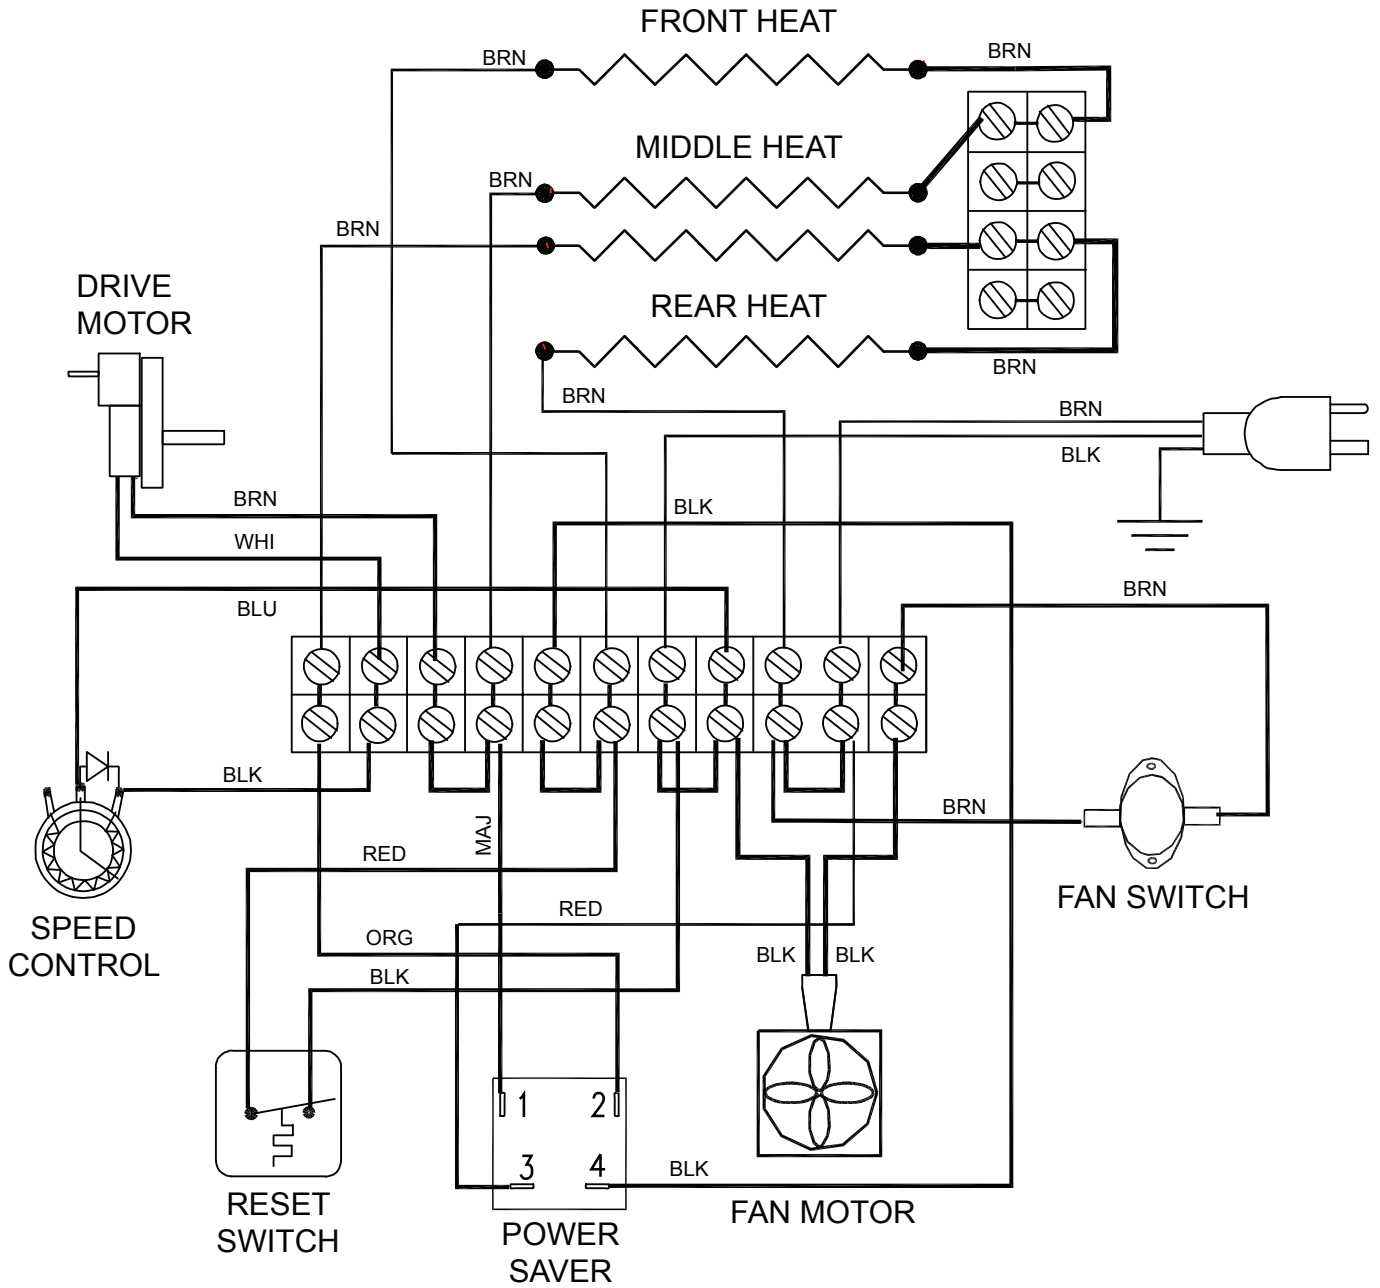 FRONT HEAT
BRN
BRN
MIDDLE HEAT
BRN
BRN
REAR HEAT
BRN
BRN
DRIVE
MOTOR
BRN
BLK
BRN
WHI
BLK
BLU
BRN
BLK
BRN
MAJ
RED
FAN SWITCH
SPEED
CONTROL
RED
ORG
BLK
BLK
BLK
1
2
3
4
BLK
RESET
SWITCH
POWER
SAVER
FAN MOTOR